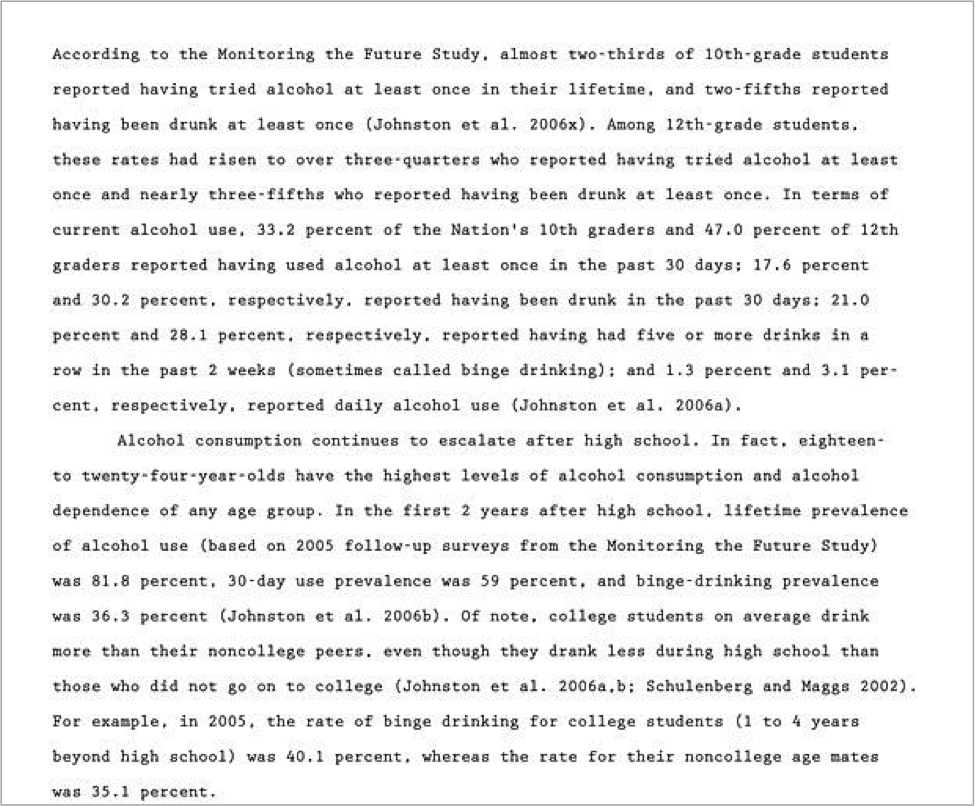 According to the Monitoring the Future Study, almost two-thirds of 10th-grade students
reported having tried alcohol at least once in their lifetime, and two-fifths reported
having been drunk at least once (Johnston et al. 2006x). Among 12th-grade students,
these rates had risen to over three-quarters who reported having tried alcohol at least
once and nearly three-fifths who reported having been drunk at least once. In terms of
current alcohol use, 33.2 percent of the Nation's 10th graders and 47.0 percent of 12th
graders reported having used alcohol at least once in the past 30 days; 17.6 percent
and 30.2 percent, respectively, reported having been drunk in the past 30 days; 21.0
percent and 28.1 percent, respectively, reported having had five or more drinks in a
row in the past 2 weeks (sometimes called binge drinking); and 1.3 percent and 3.1 per-
cent, respectively, reported daily alcohol use (Johnston et al. 2006a).
Alcohol consumption continues to escalate after high school. In fact, eighteen-
to twenty-four-year-olds have the highest levels of alcohol consumption and alcohol
dependence of any age group. In the first 2 years after high school, lifetime prevalence
of alcohol use (based on 2005 follow-up surveys from the Monitoring the Future Study)
was 81.8 percent, 30-day use prevalence was 59 percent, and binge-drinking prevalence
was 36.3 percent (Johnston et al. 2006b). Of note, college students on average drink
more than their noncollege peers, even though they drank less during high school than
those who did not go on to college (Johnston et al. 2006a,b; Schulenberg and Maggs 2002).
For example, in 2005, the rate of binge drinking for college students (1 to 4 years
beyond high school) was 40.1 percent, whereas the rate for their noncollege age mates
was 35.1 percent.